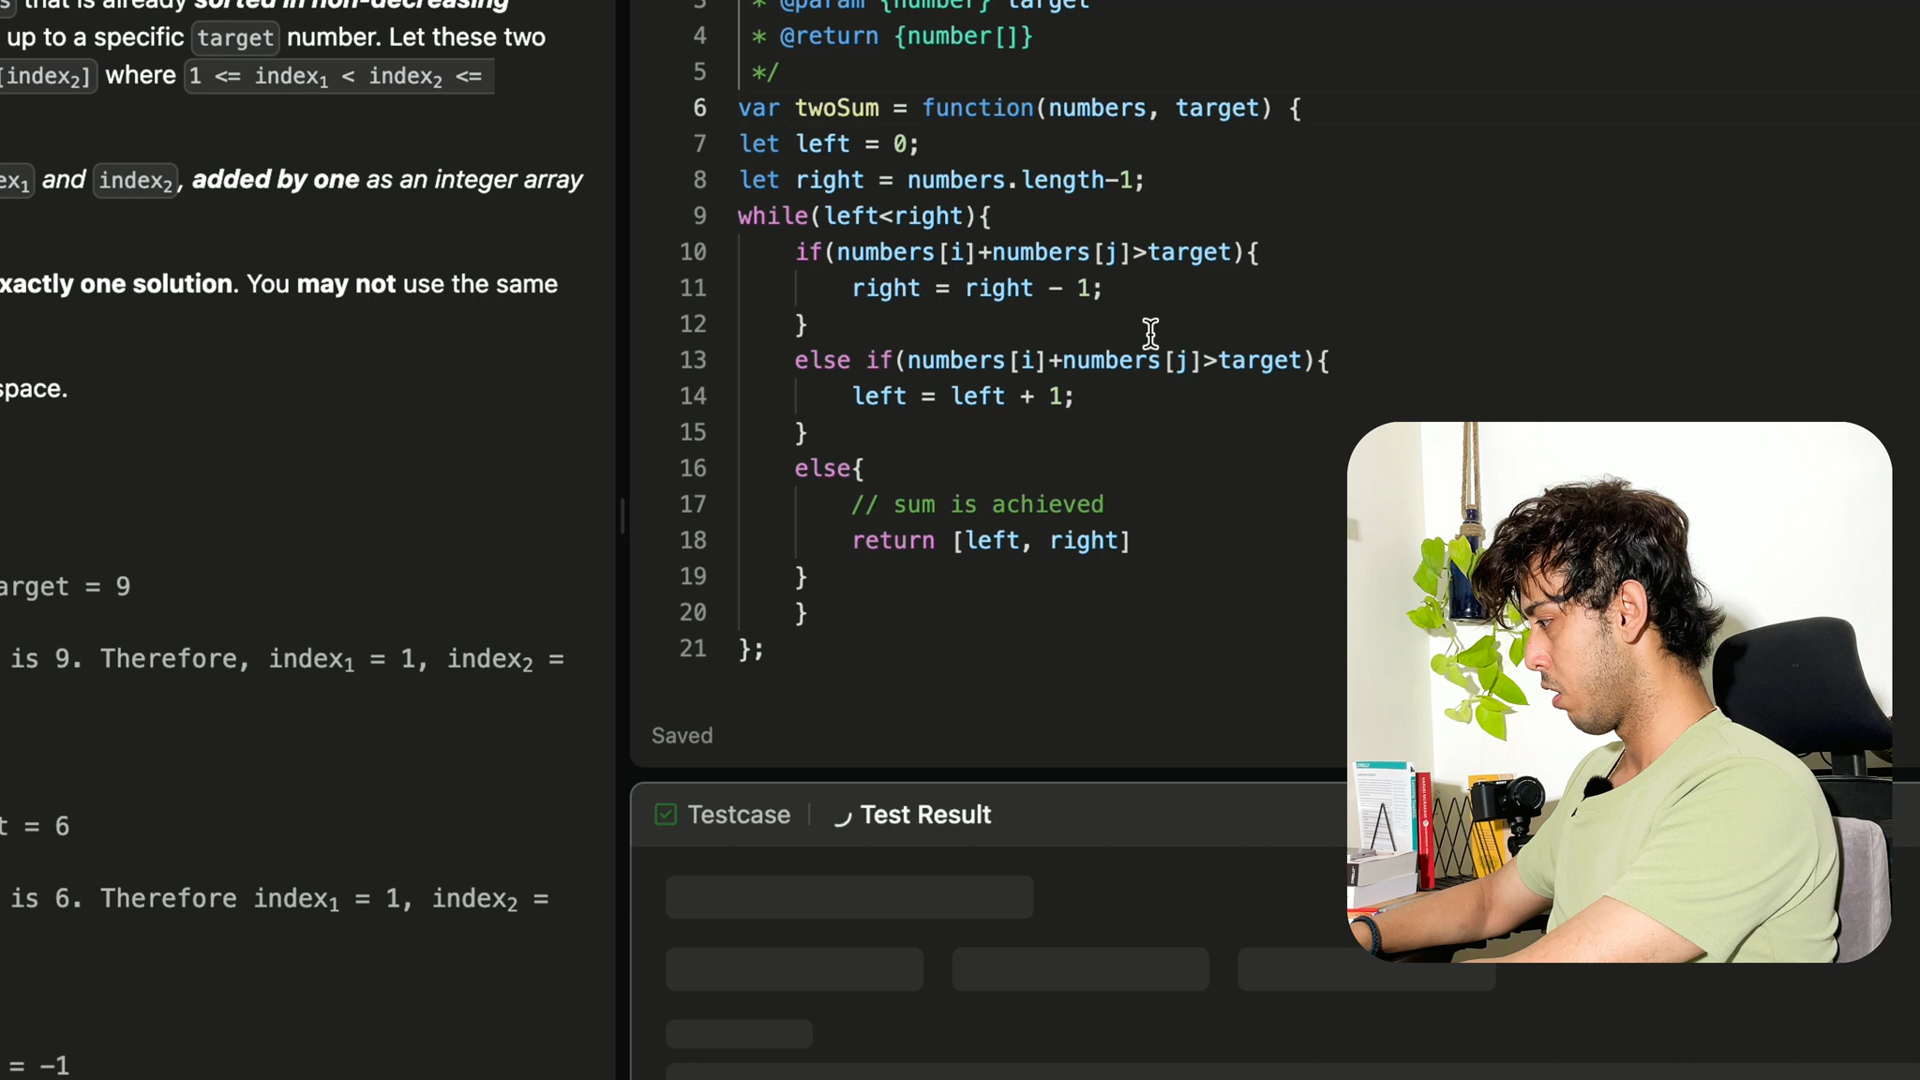 s that is already sorted in non-decreasing
up to a specific target number. Let these two
[index2] where 1 <= index1 < index2 <=
ex1 and index2, added by one as an integer array
xactly one solution. You may not use the same
space.
arget = 9
is 9. Therefore, index1 = 1, index2 =
t = 6
is 6. Therefore index1 = 1, index2 =
= -1
3 * @param {number} target
4 * @return {number[]}
5 */
6 var twoSum = function(numbers, target) {
7 let left = 0;
8 let right = numbers.length-1;
9 while(left<right){
10 if(numbers[i]+numbers[j]>target){
11 right = right - 1;
12 }
13 else if(numbers[i]+numbers[j]>target){
14 left = left + 1;
15 }
16 else{
17 // sum is achieved
18 return [left, right]
19 }
20 }
21 };
Saved
Testcase
Test Result